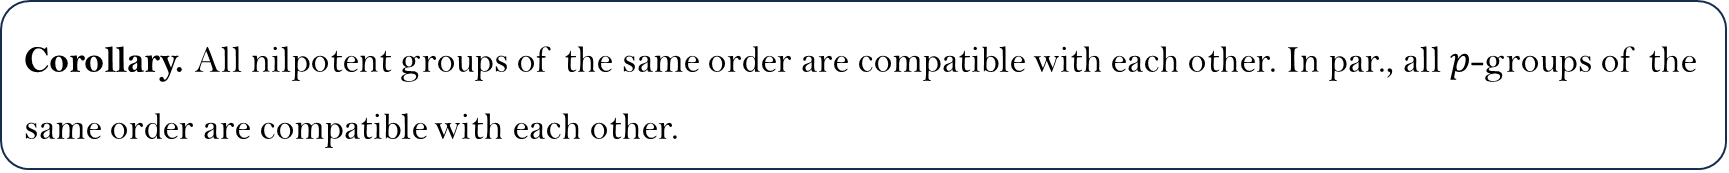 Corollary. All nilpotent groups of the same order are compatible with each other. In par., all p-groups of the
same order are compatible with each other.